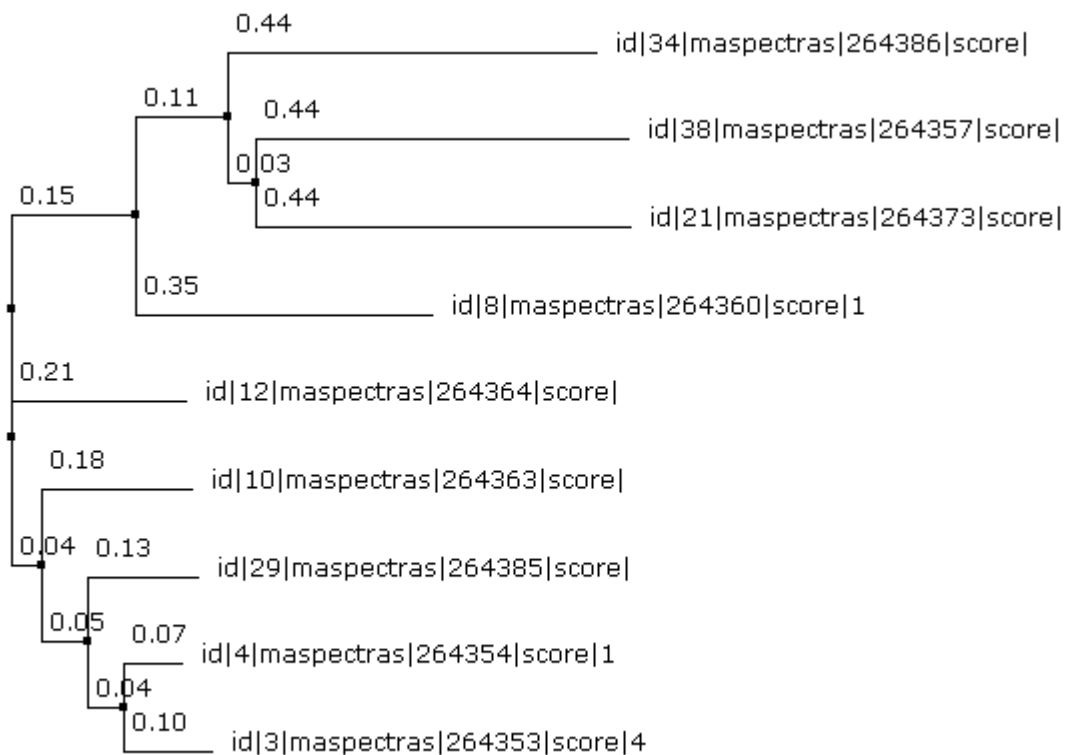 0.44
id|34|maspectras|264386|score|
0.11
0.44
id|38|maspectras|264357|score|
0.03
0.44
id|21|maspectras|264373|score|
0.15
0.35
id|8|maspectras|264360|score|1
0.21
id|12|maspectras|264364|score|
0.18
id|10|maspectras|264363|score|
0.04
0.13
id|29|maspectras|264385|score|
0.05
0.07
id|4|maspectras|264354|score|1
0.04
0.10
id|3|maspectras|264353|score|4